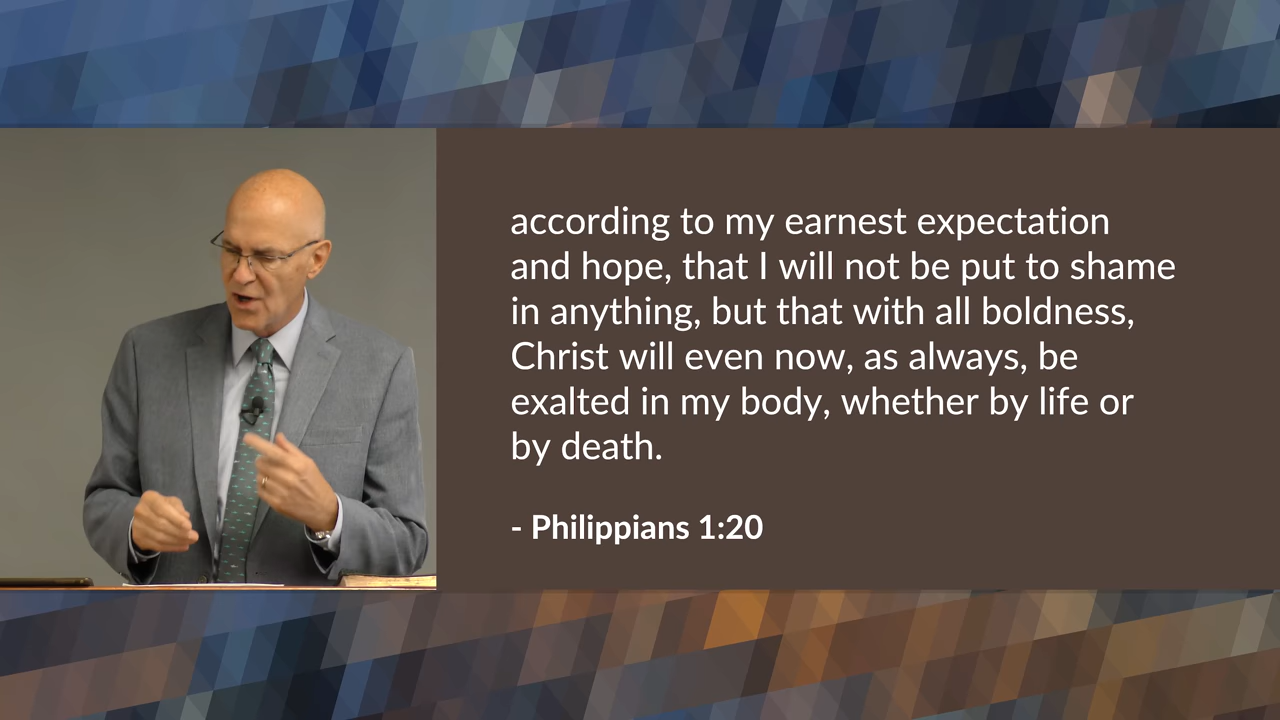 according to my earnest expectation
and hope, that I will not be put to shame
in anything, but that with all boldness,
Christ will even now, as always, be
exalted in my body, whether by life or
by death.
- Philippians 1:20